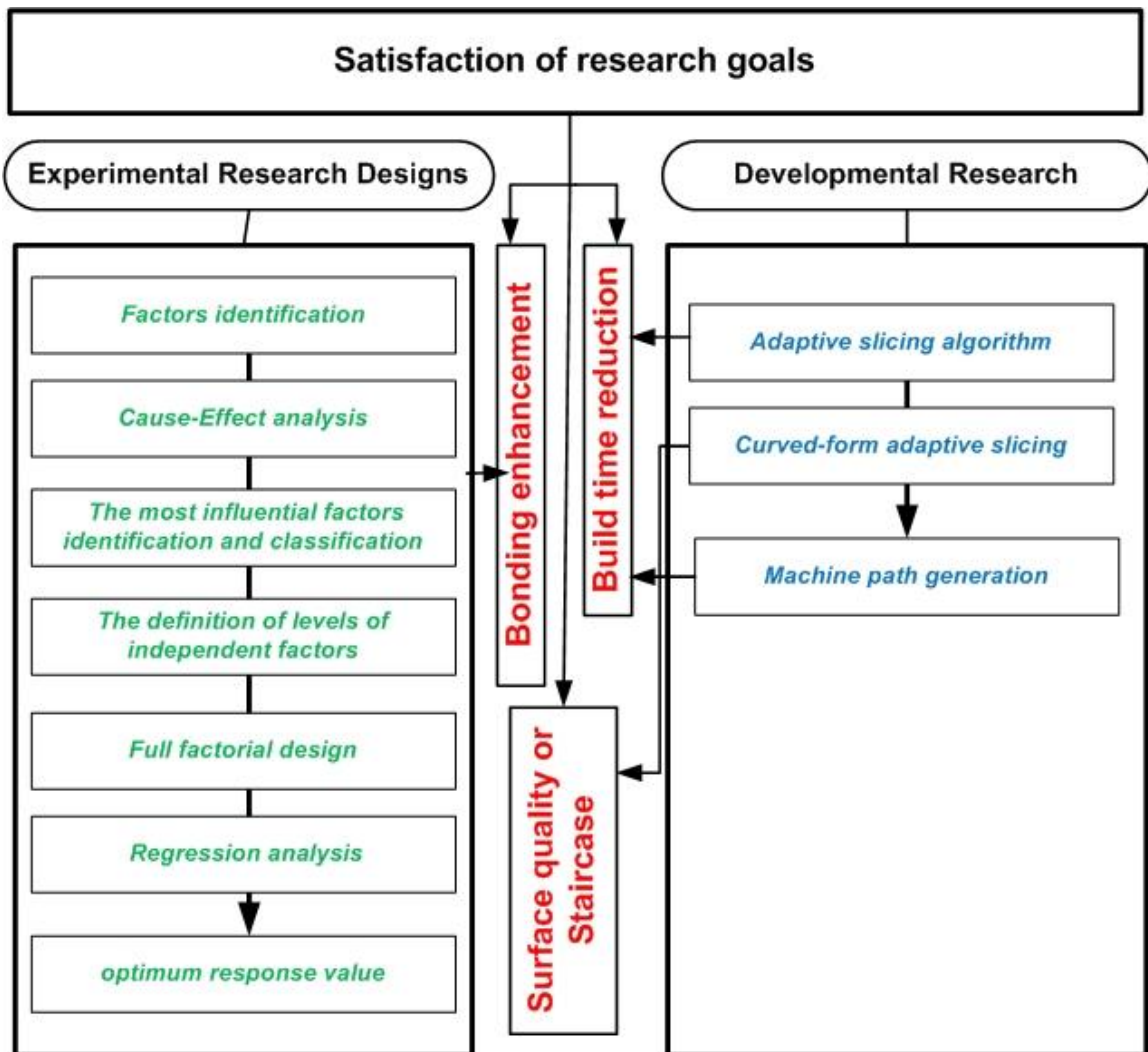 Satisfaction of research goals
Experimental Research Designs
Factors identification
Cause-Effect analysis
The most influential factors
identification and classification
The definition of levels of
independent factors
Full factorial design
Regression analysis
optimum response value
Bonding enhancement
Build time reduction
Surface quality or
Staircase
Developmental Research
Adaptive slicing algorithm
Curved-form adaptive slicing
Machine path generation